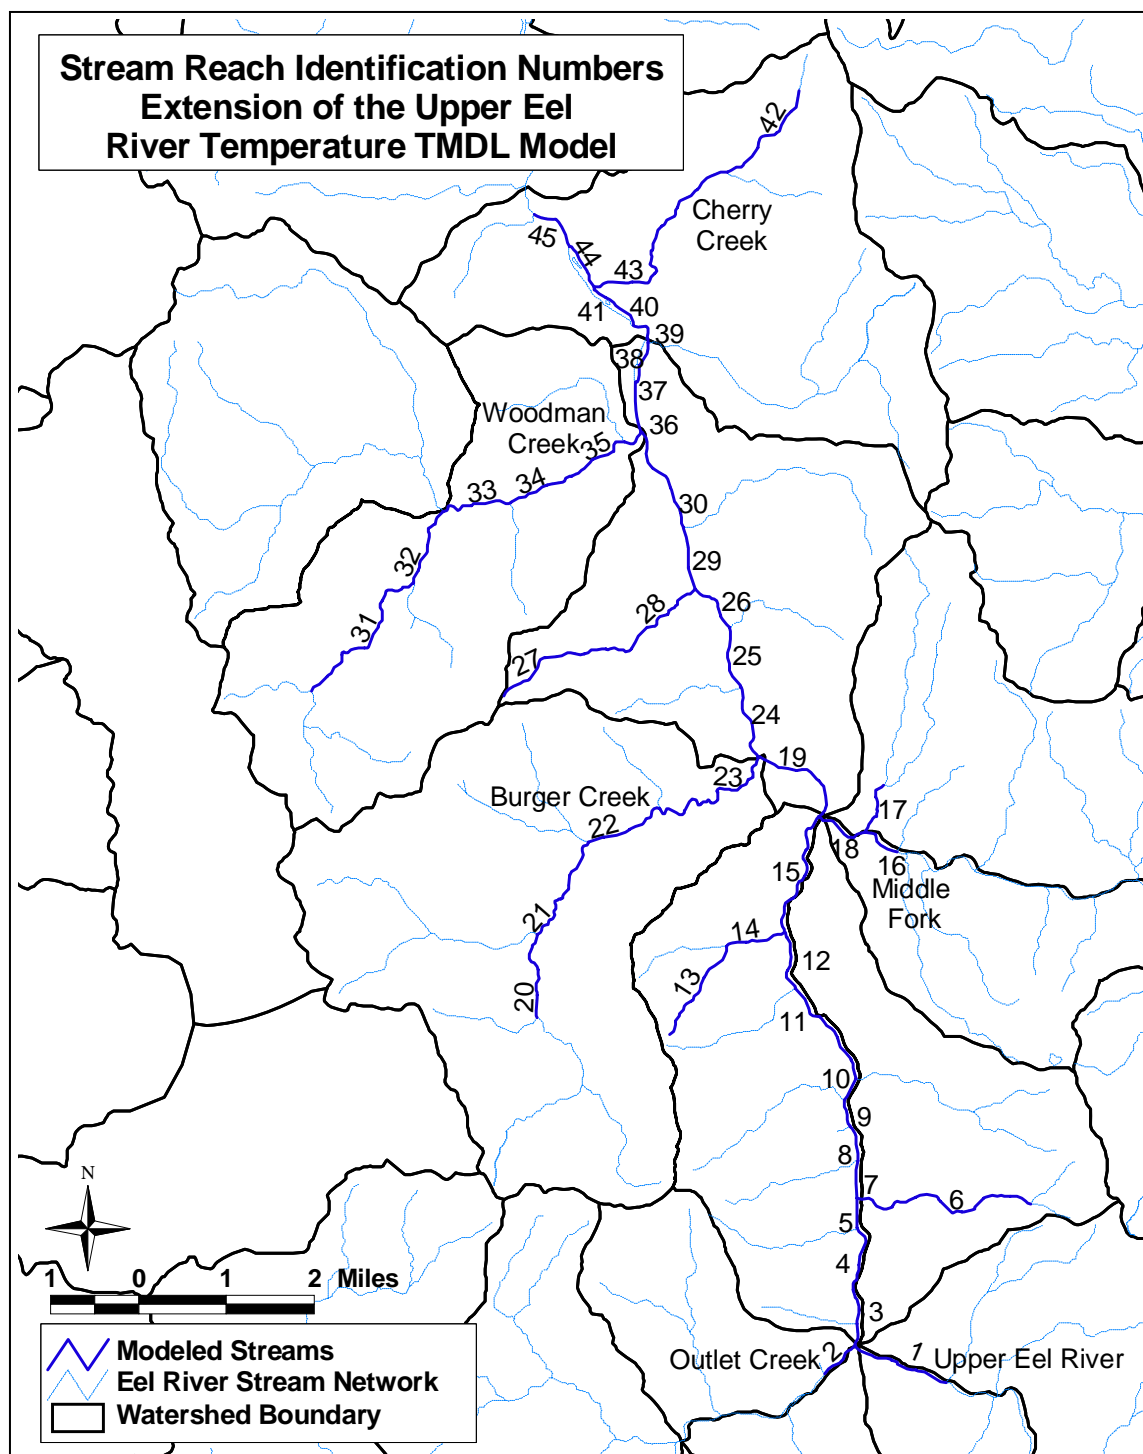 Stream Reach Identification Numbers
Extension of the Upper Eel
River Temperature TMDL Model
42
Cherry
Creek
45
44
43
41
40
39
38
37
Woodman
Creek
36
35
34
33
30
32
29
28
26
31
27
25
24
19
23
Burger Creek
22
17
18
16
15
Middle
Fork
21
14
12
13
20
11
10
9
8
7
6
5
4
3
N
1 0 1 2 Miles
Outlet Creek
2
1
Upper Eel River
Modeled Streams
Eel River Stream Network
Watershed Boundary